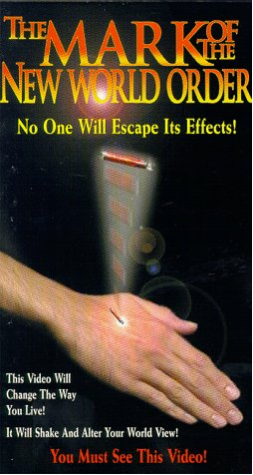 THE MARK OF THE
NEW WORLD ORDER
No One Will Escape Its Effects!
This Video Will
Change The Way
You Live!
It Will Shake And Alter Your World View!
You Must See This Video!